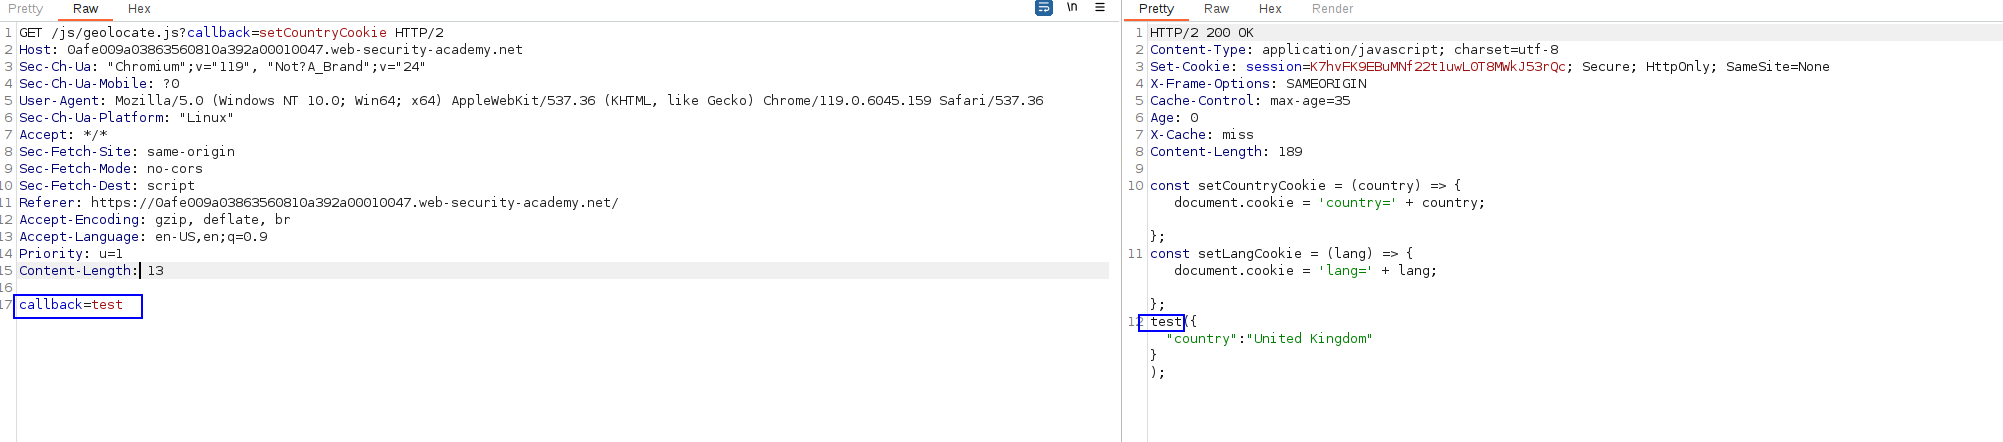 Pretty Raw Hex \n
1 GET /js/geolocate.js?callback=setCountryCookie HTTP/2
2 Host: 0afe009a03863560810a392a00010047.web-security-academy.net
3 Sec-Ch-Ua: "Chromium";v="119", "Not?A_Brand";v="24"
4 Sec-Ch-Ua-Mobile: ?0
5 User-Agent: Mozilla/5.0 (Windows NT 10.0; Win64; x64) AppleWebKit/537.36 (KHTML, like Gecko) Chrome/119.0.6045.159 Safari/537.36
6 Sec-Ch-Ua-Platform: "Linux"
7 Accept: */*
8 Sec-Fetch-Site: same-origin
9 Sec-Fetch-Mode: no-cors
10 Sec-Fetch-Dest: script
11 Referer: https://0afe009a03863560810a392a00010047.web-security-academy.net/
12 Accept-Encoding: gzip, deflate, br
13 Accept-Language: en-US,en;q=0.9
14 Priority: u=1
15 Content-Length: 13
16
17 callback=test
Pretty Raw Hex Render
1 HTTP/2 200 OK
2 Content-Type: application/javascript; charset=utf-8
3 Set-Cookie: session=K7hvFK9EBuMNf22t1uwLOT8MWkJ53rQc; Secure; HttpOnly; SameSite=None
4 X-Frame-Options: SAMEORIGIN
5 Cache-Control: max-age=35
6 Age: 0
7 X-Cache: miss
8 Content-Length: 189
9
10 const setCountryCookie = (country) => {
document.cookie = 'country=' + country;
};
11 const setLangCookie = (lang) => {
document.cookie = 'lang=' + lang;
};
12 test({
"country":"United Kingdom"
}
);